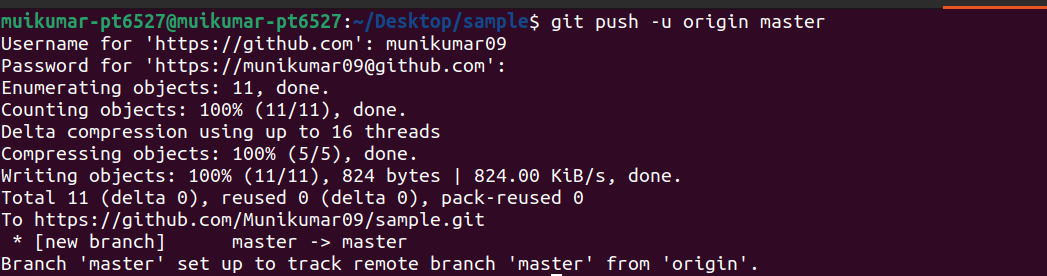 muikumar-pt6527@muikumar-pt6527:~/Desktop/sample$ git push -u origin master
Username for 'https://github.com': munikumar09
Password for 'https://munikumar09@github.com':
Enumerating objects: 11, done.
Counting objects: 100% (11/11), done.
Delta compression using up to 16 threads
Compressing objects: 100% (5/5), done.
Writing objects: 100% (11/11), 824 bytes | 824.00 KiB/s, done.
Total 11 (delta 0), reused 0 (delta 0), pack-reused 0
To https://github.com/Munikumar09/sample.git
 * [new branch]      master -> master
Branch 'master' set up to track remote branch 'master' from 'origin'.